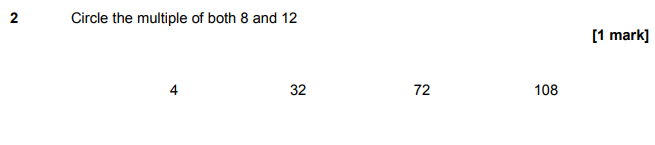 2 Circle the multiple of both 8 and 12
[1 mark]
4 32 72 108